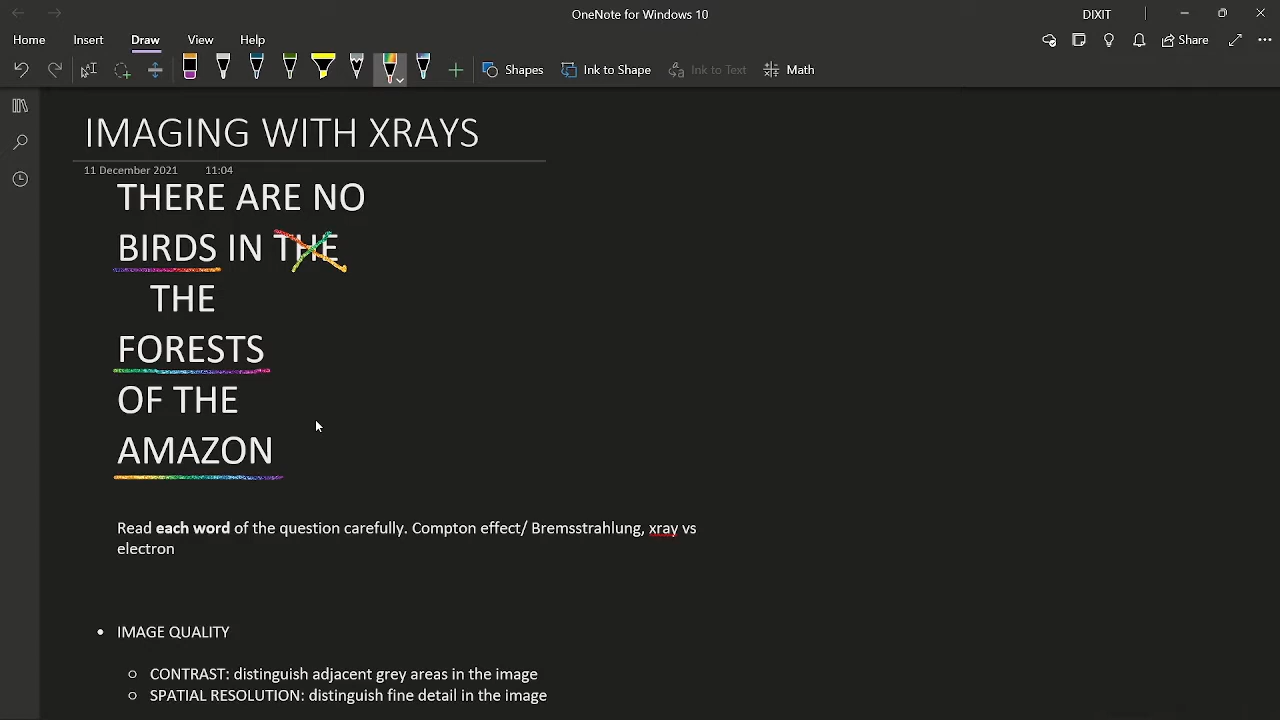 OneNote for Windows 10
DIXIT
Home Insert Draw View Help
Share
Shapes Ink to Shape Ink to Text Math
IMAGING WITH XRAYS
11 December 2021 11:04
THERE ARE NO
BIRDS IN THE
THE
FORESTS
OF THE
AMAZON
Read each word of the question carefully. Compton effect/ Bremsstrahlung, xray vs
electron
• IMAGE QUALITY
○ CONTRAST: distinguish adjacent grey areas in the image
○ SPATIAL RESOLUTION: distinguish fine detail in the image